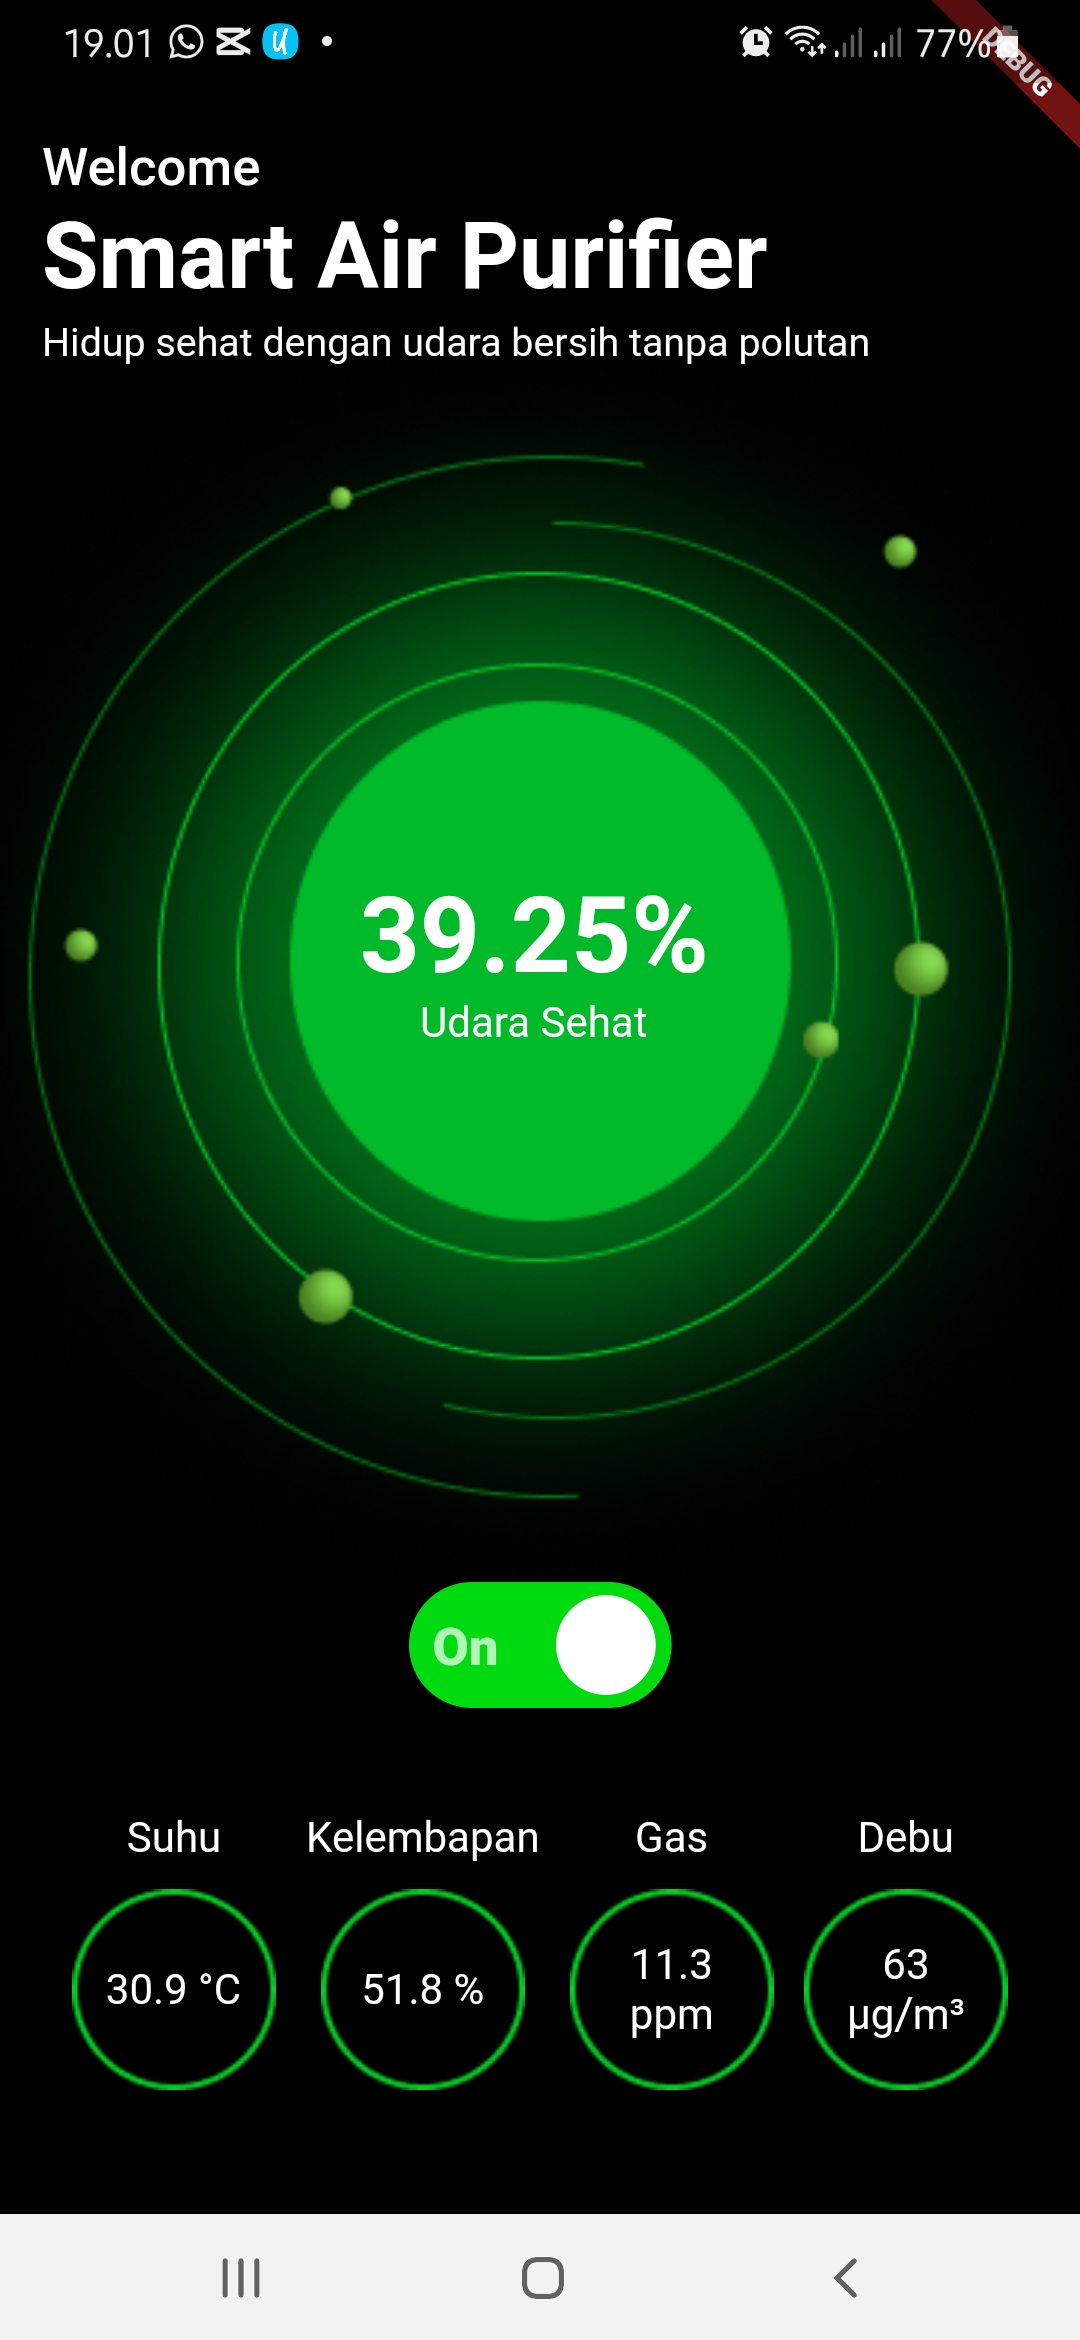 19.01
77%
DEBUG
Welcome
Smart Air Purifier
Hidup sehat dengan udara bersih tanpa polutan
39.25%
Udara Sehat
On
Suhu
Kelembapan
Gas
Debu
30.9 °C
51.8 %
11.3
ppm
63
µg/m³